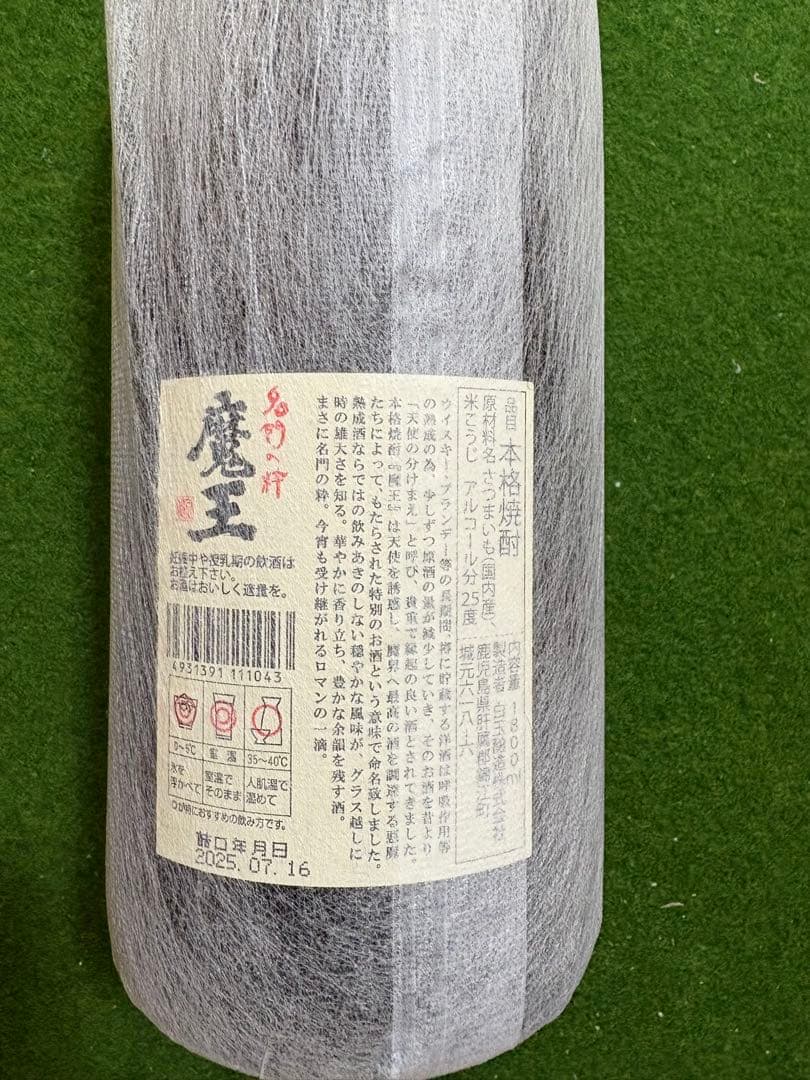 品目 本格焼酎
原材料名 さつまいも(国内産)、
米こうじ アルコール分 25度
内容量 1800ml
製造者 白玉醸造株式会社
鹿児島県肝属郡錦江町
城元六一八-六
ウイスキー、ブランデー等の長期間、樽に貯蔵する洋酒は呼吸作用等
の熟成の為、少しずつ原酒の量が減少していき、そのお酒を昔より
「天使の分けまえ」と呼び、貴重で縁起の良い酒とされてきました。
本格焼酎『魔王』は天使を誘惑し、魔界へ最高の酒を調達する悪魔
たちによって、もたらされた特別のお酒という意味で命名致しました。
熟成酒ならではの飲みあきのしない穏やかな風味が、グラス越しに
時の雄大さを知る。華やかに香り立ち、豊かな余韻を残す酒。
まさに名門の粋。今宵も受け継がれるロマンの一滴。
名門の粋
魔王
妊娠中や授乳期の飲酒は
お控え下さい。
お酒はおいしく適量を。
4931391 111043
0~5℃ 室温 35~40℃
氷を
浮かべて
室温で
そのまま
人肌温で
温めて
◎が特におすすめの飲み方です。
詰口年月日
2025.07.16